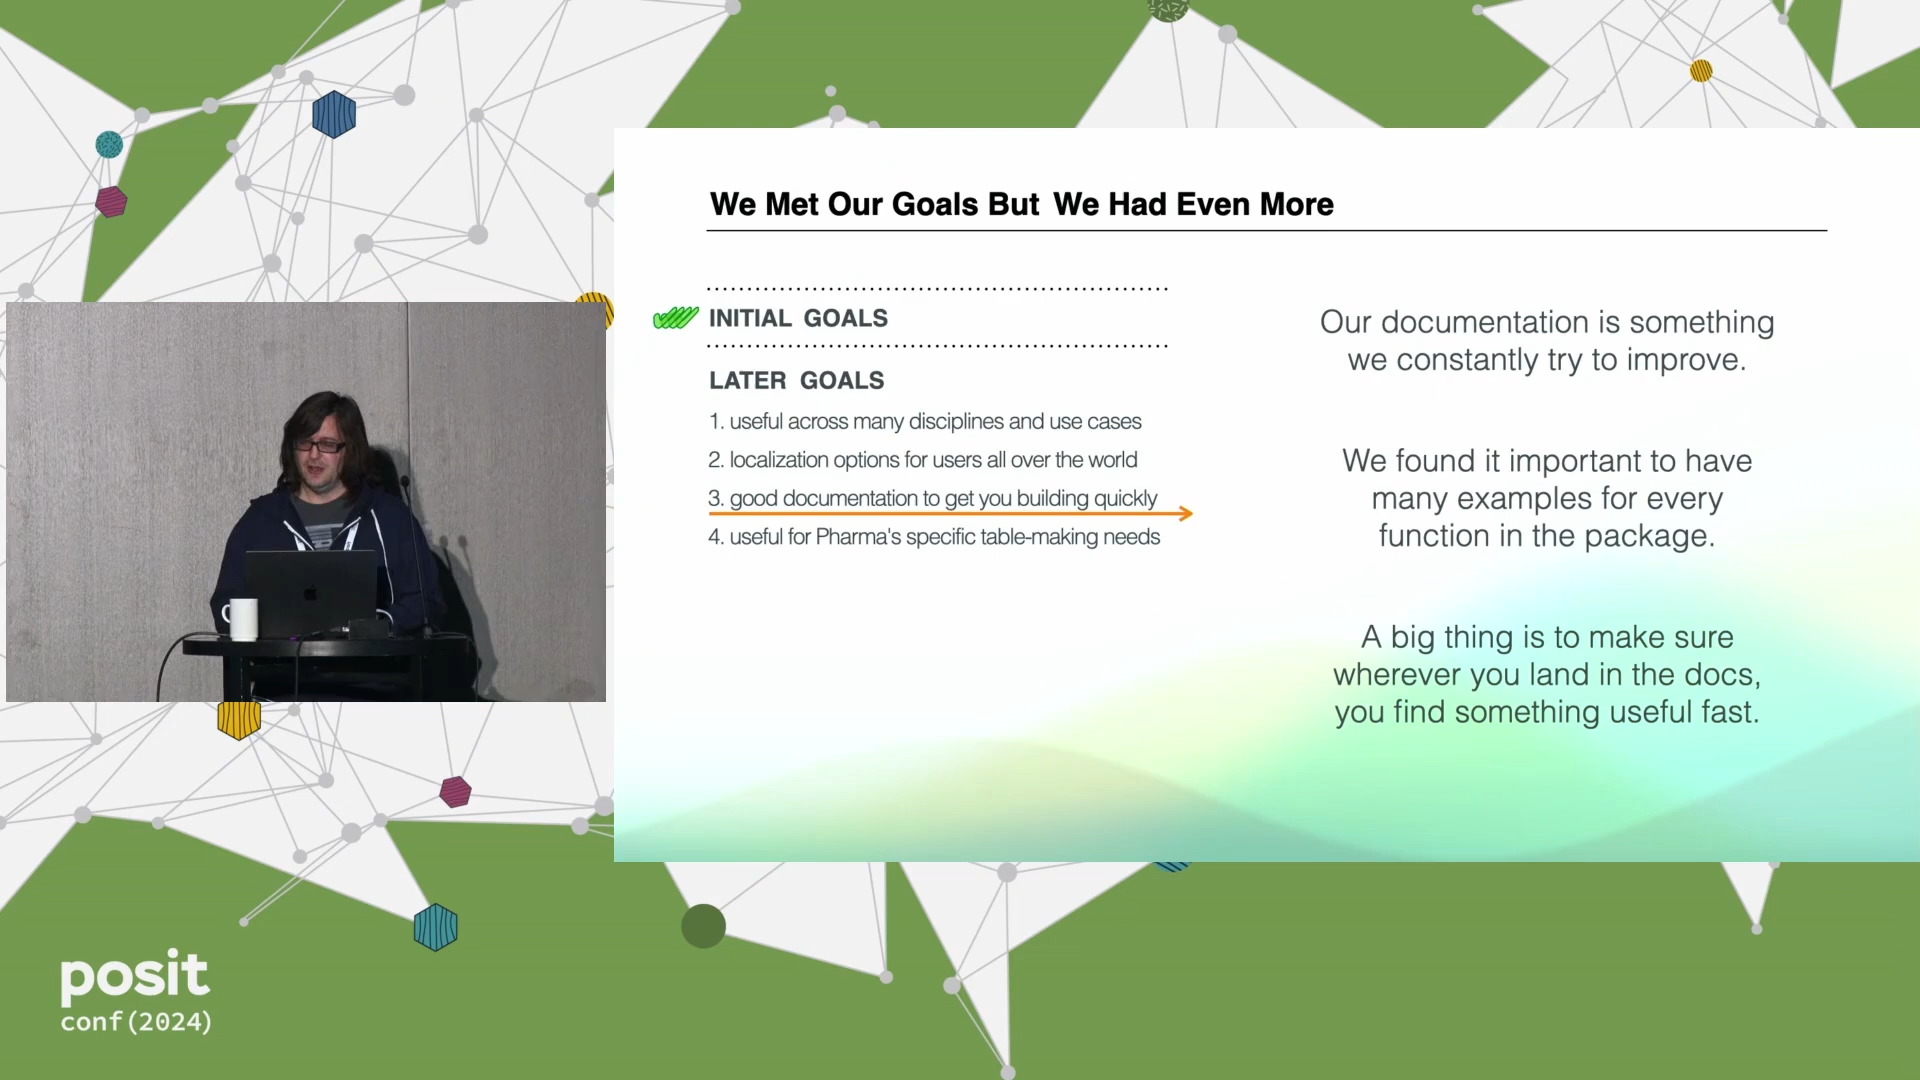 We Met Our Goals But We Had Even More
INITIAL GOALS
LATER GOALS
1. useful across many disciplines and use cases
2. localization options for users all over the world
3. good documentation to get you building quickly
4. useful for Pharma's specific table-making needs
Our documentation is something
we constantly try to improve.
We found it important to have
many examples for every
function in the package.
A big thing is to make sure
wherever you land in the docs,
you find something useful fast.
posit
conf(2024)